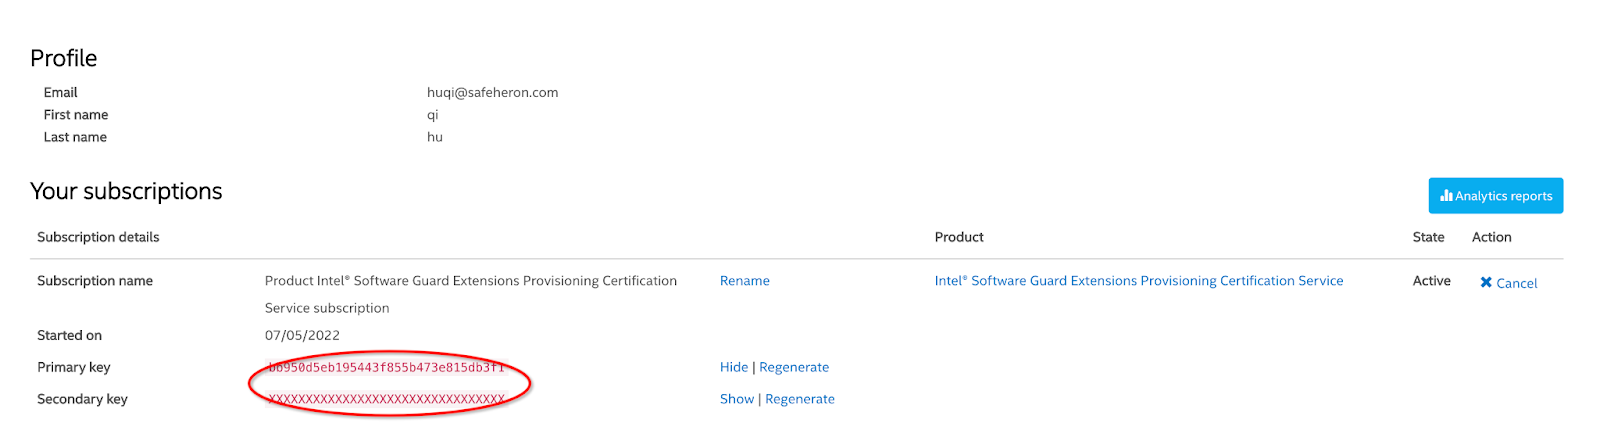 Profile
Email huqi@safeheron.com
First name qi
Last name hu
Your subscriptions
Analytics reports
Subscription details Product State Action
Subscription name Product Intel® Software Guard Extensions Provisioning Certification Rename Intel® Software Guard Extensions Provisioning Certification Service Active Cancel
Service subscription
Started on 07/05/2022
Primary key Hide | Regenerate
Secondary key XXXXXXXXXXXXXXXXXXXXXXXXXXXXXXXX Show | Regenerate